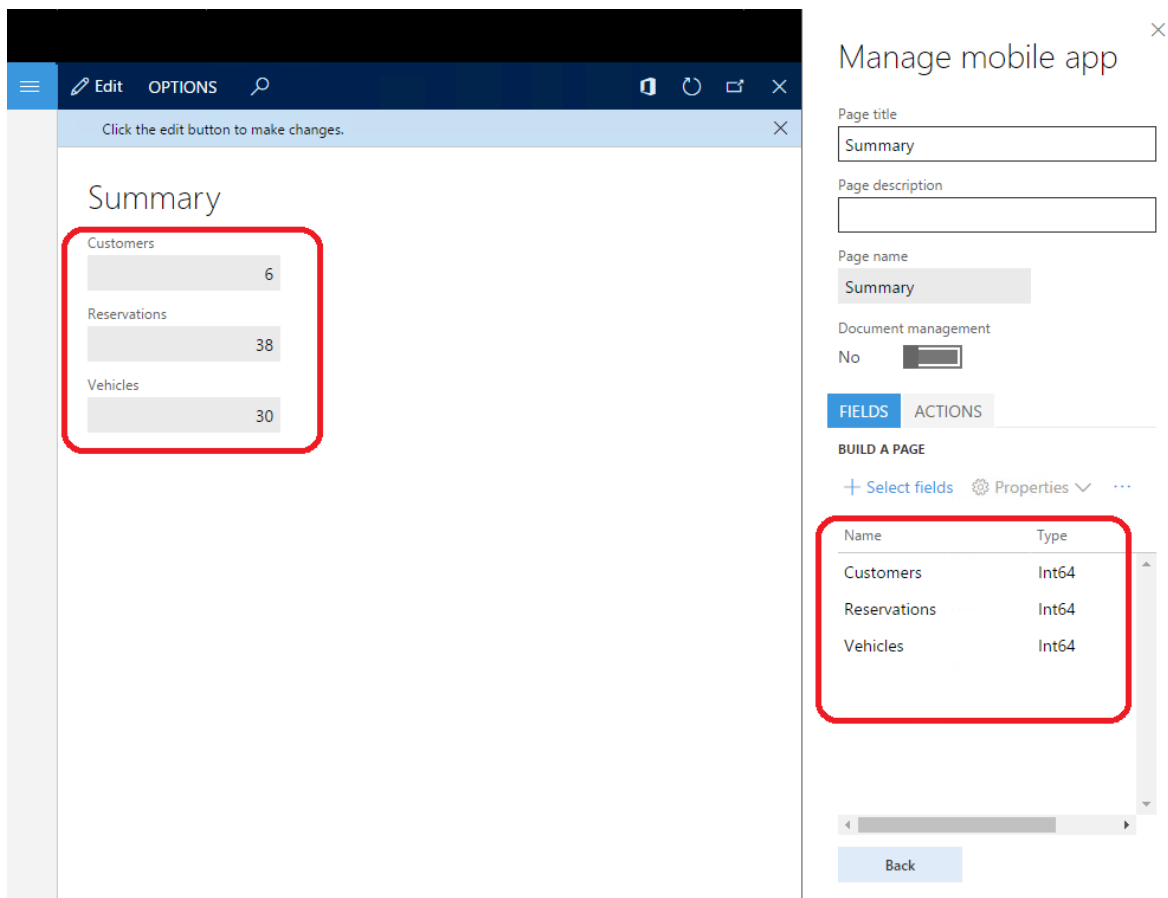 Edit OPTIONS
Click the edit button to make changes.
Summary
Customers
6
Reservations
38
Vehicles
30
Manage mobile app
Page title
Summary
Page description
Page name
Summary
Document management
No
FIELDS ACTIONS
BUILD A PAGE
+ Select fields Properties ...
Name Type
Customers Int64
Reservations Int64
Vehicles Int64
Back